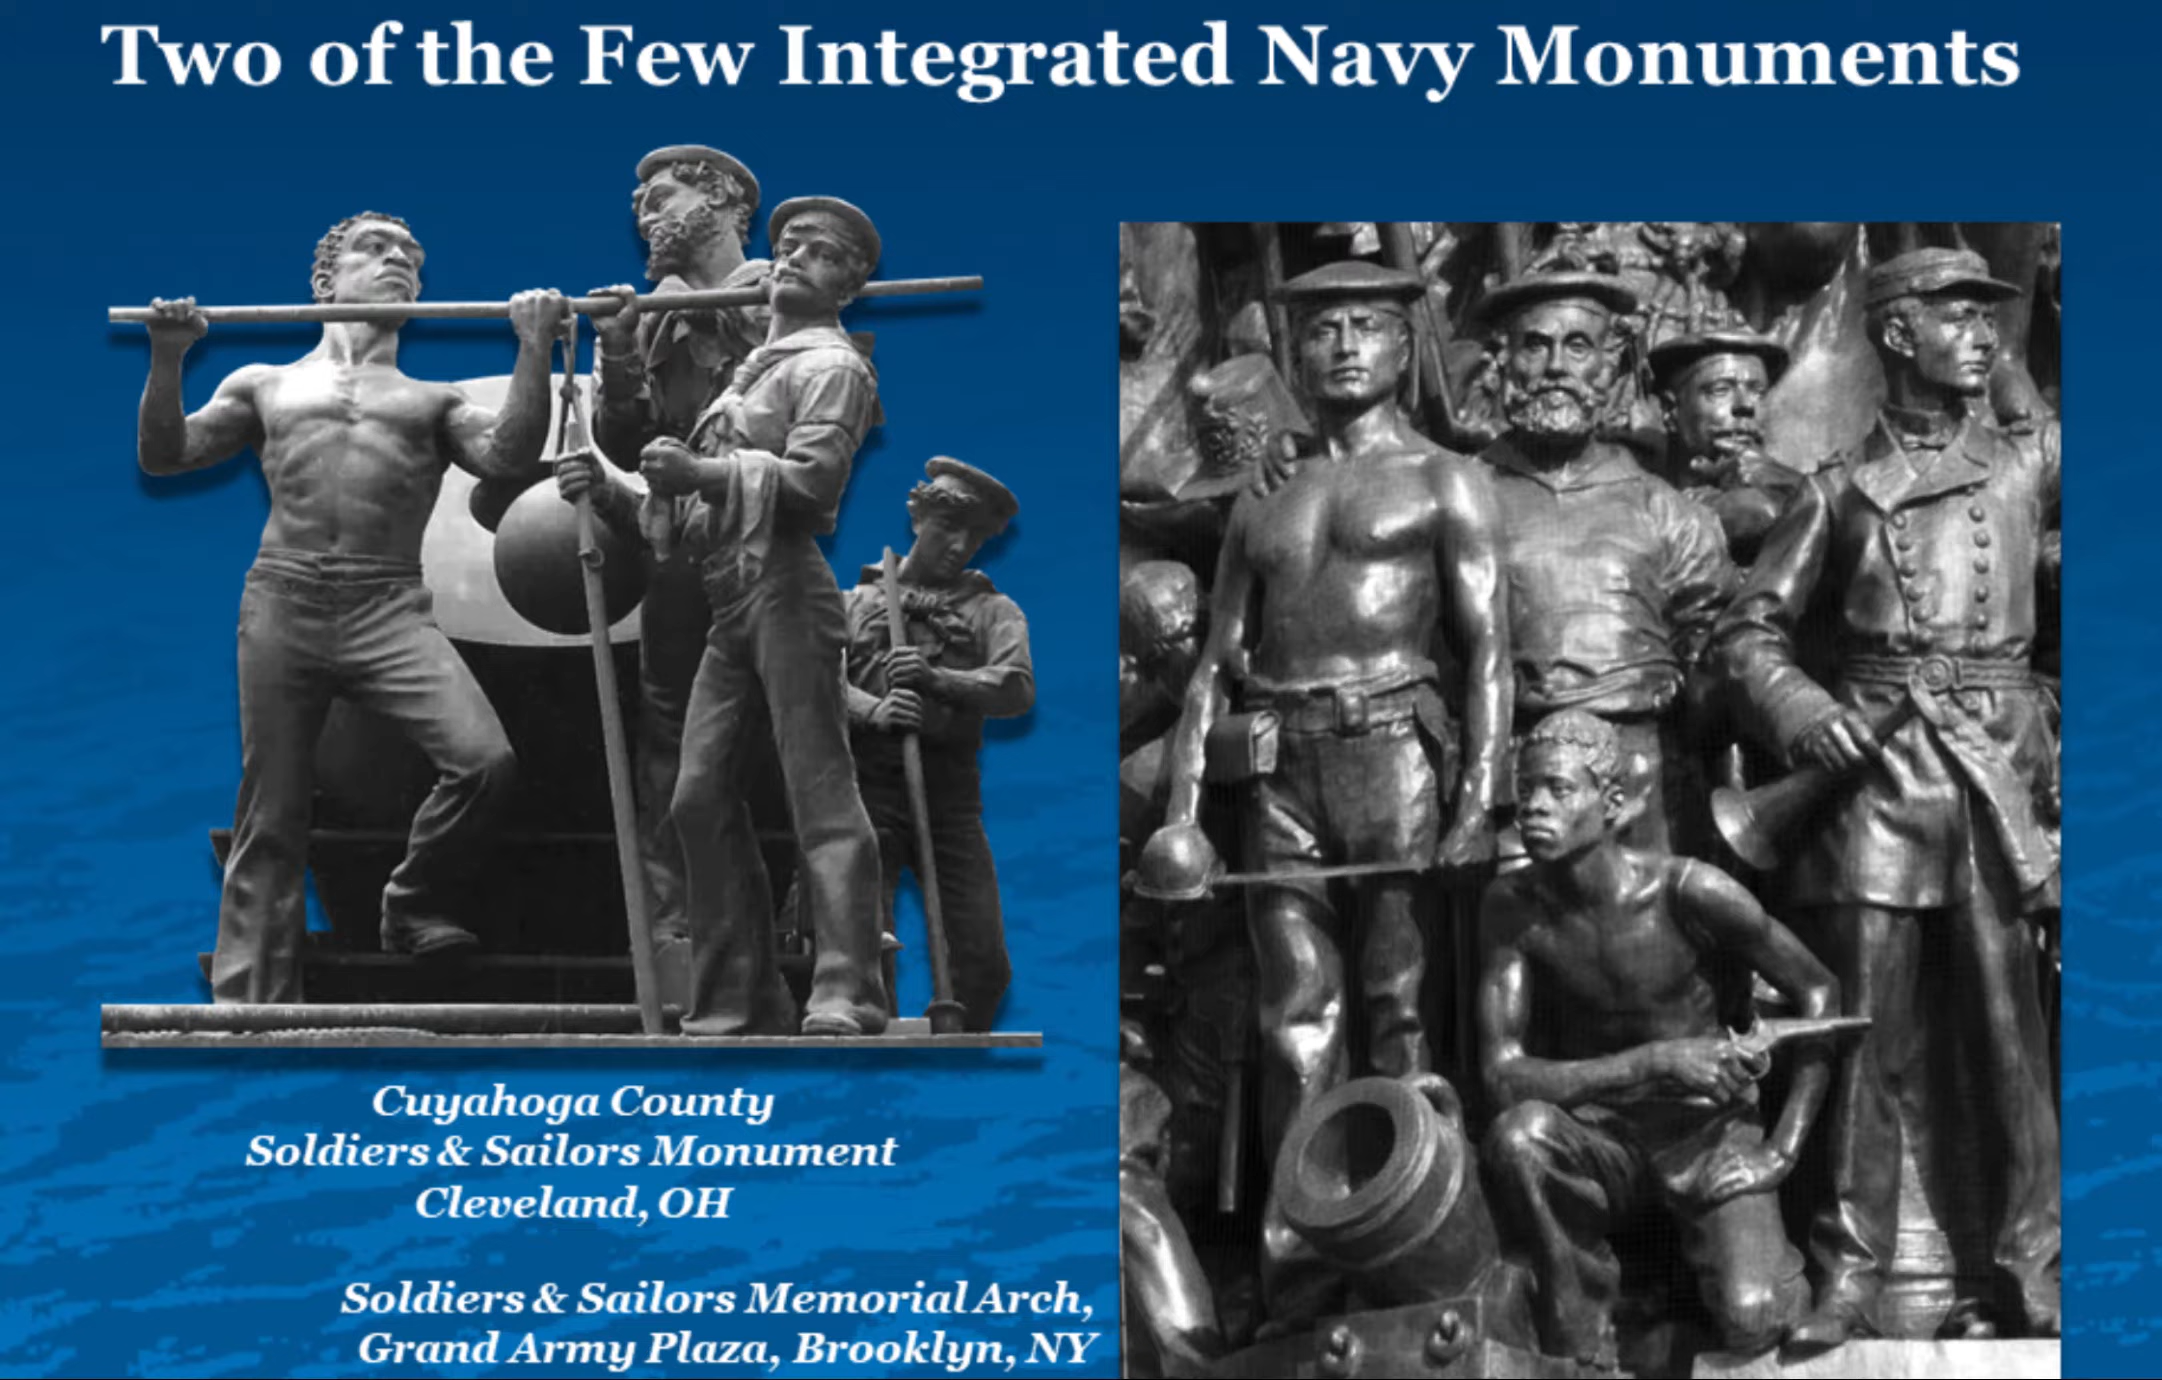 Two of the Few Integrated Navy Monuments
Cuyahoga County
Soldiers & Sailors Monument
Cleveland, OH
Soldiers & Sailors Memorial Arch,
Grand Army Plaza, Brooklyn, NY